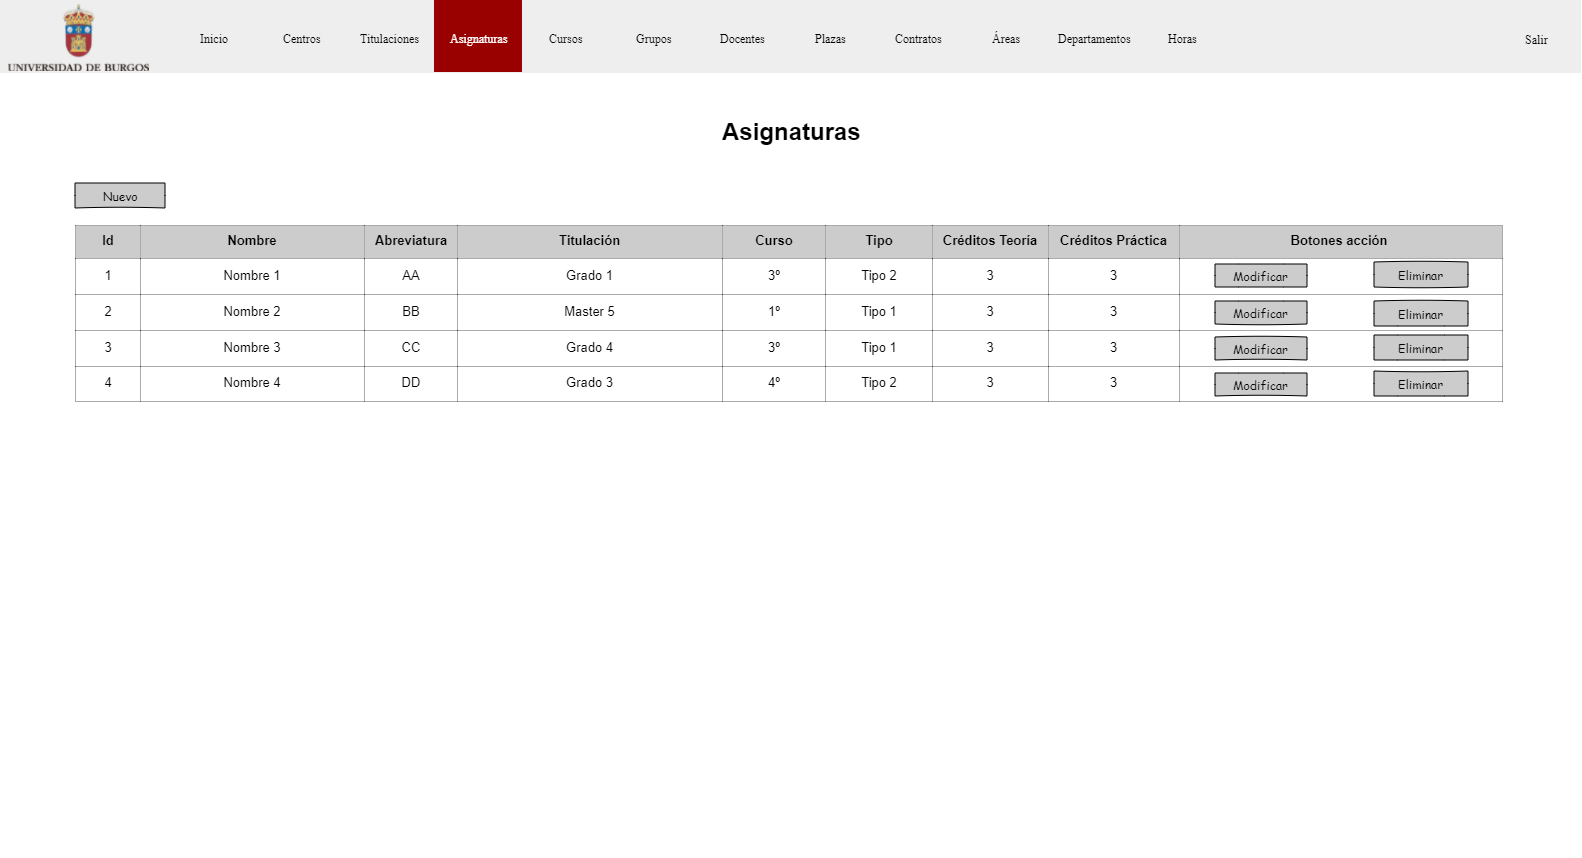 UNIVERSIDAD DE BURGOS
Inicio Centros Titulaciones Asignaturas Cursos Grupos Docentes Plazas Contratos Áreas Departamentos Horas Salir
Asignaturas
Nuevo
Id Nombre Abreviatura Titulación Curso Tipo Créditos Teoría Créditos Práctica Botones acción
1 Nombre 1 AA Grado 1 3º Tipo 2 3 3 Modificar Eliminar
2 Nombre 2 BB Master 5 1º Tipo 1 3 3 Modificar Eliminar
3 Nombre 3 CC Grado 4 3º Tipo 1 3 3 Modificar Eliminar
4 Nombre 4 DD Grado 3 4º Tipo 2 3 3 Modificar Eliminar